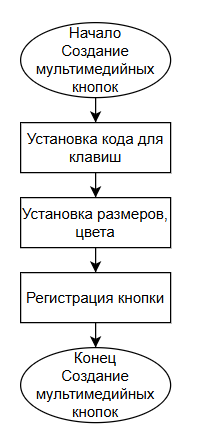 Начало
Создание
мультимедийных
кнопок
Установка кода для
клавиш
Установка размеров,
цвета
Регистрация кнопки
Конец
Создание
мультимедийных
кнопок